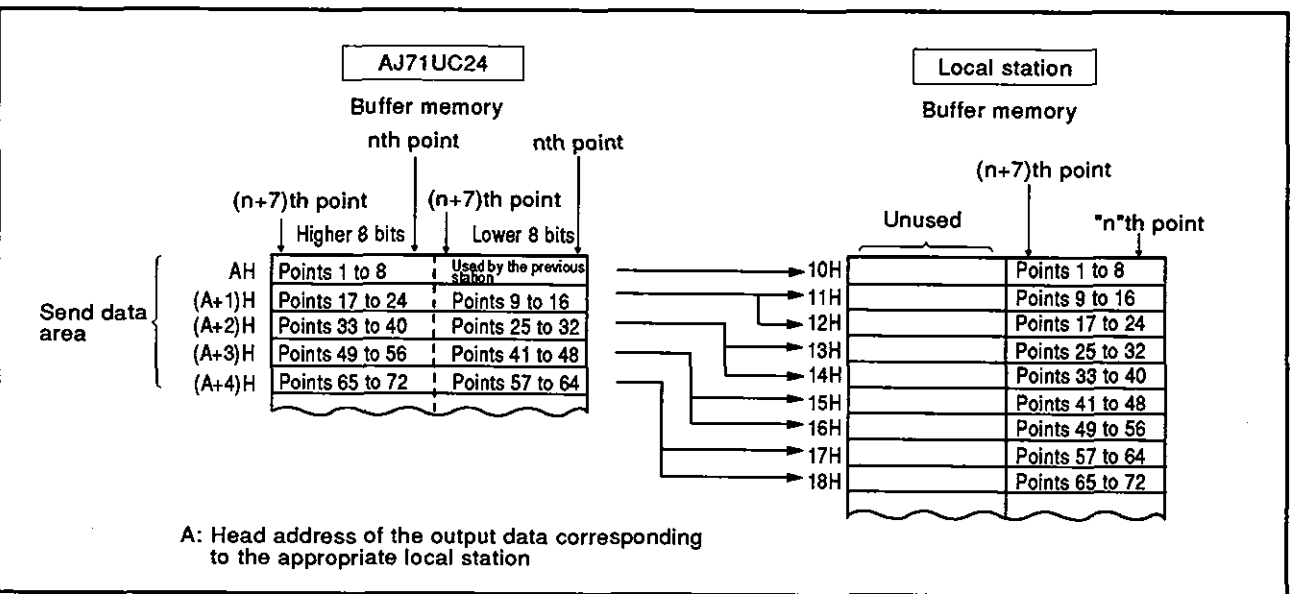 AJ71UC24
Buffer memory
nth point nth point
(n+7)th point (n+7)th point
Higher 8 bits Lower 8 bits
Send data
area
AH Points 1 to 8 Used by the previous
station
(A+1)H Points 17 to 24 Points 9 to 16
(A+2)H Points 33 to 40 Points 25 to 32
(A+3)H Points 49 to 56 Points 41 to 48
(A+4)H Points 65 to 72 Points 57 to 64
Local station
Buffer memory
(n+7)th point
Unused "n"th point
10H Points 1 to 8
11H Points 9 to 16
12H Points 17 to 24
13H Points 25 to 32
14H Points 33 to 40
15H Points 41 to 48
16H Points 49 to 56
17H Points 57 to 64
18H Points 65 to 72
A: Head address of the output data corresponding
to the appropriate local station